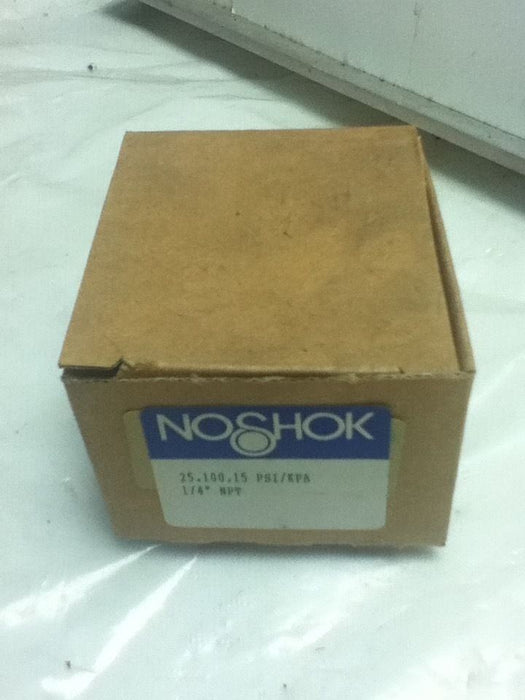 NOSHOK
25.100.15 PSI/KPA
1/4" NPT